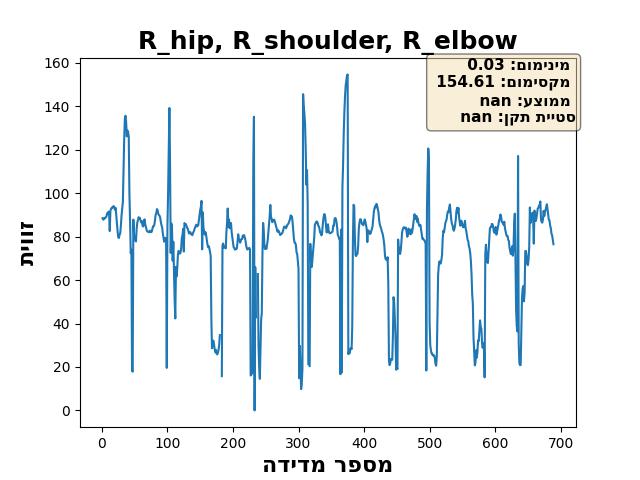 R_hip, R_shoulder, R_elbow
מינימום: 0.03
מקסימום: 154.61
ממוצע: nan
סטיית תקן: nan
160
140
120
100
80
60
40
20
0
זווית
0 100 200 300 400 500 600 700
מספר מדידה